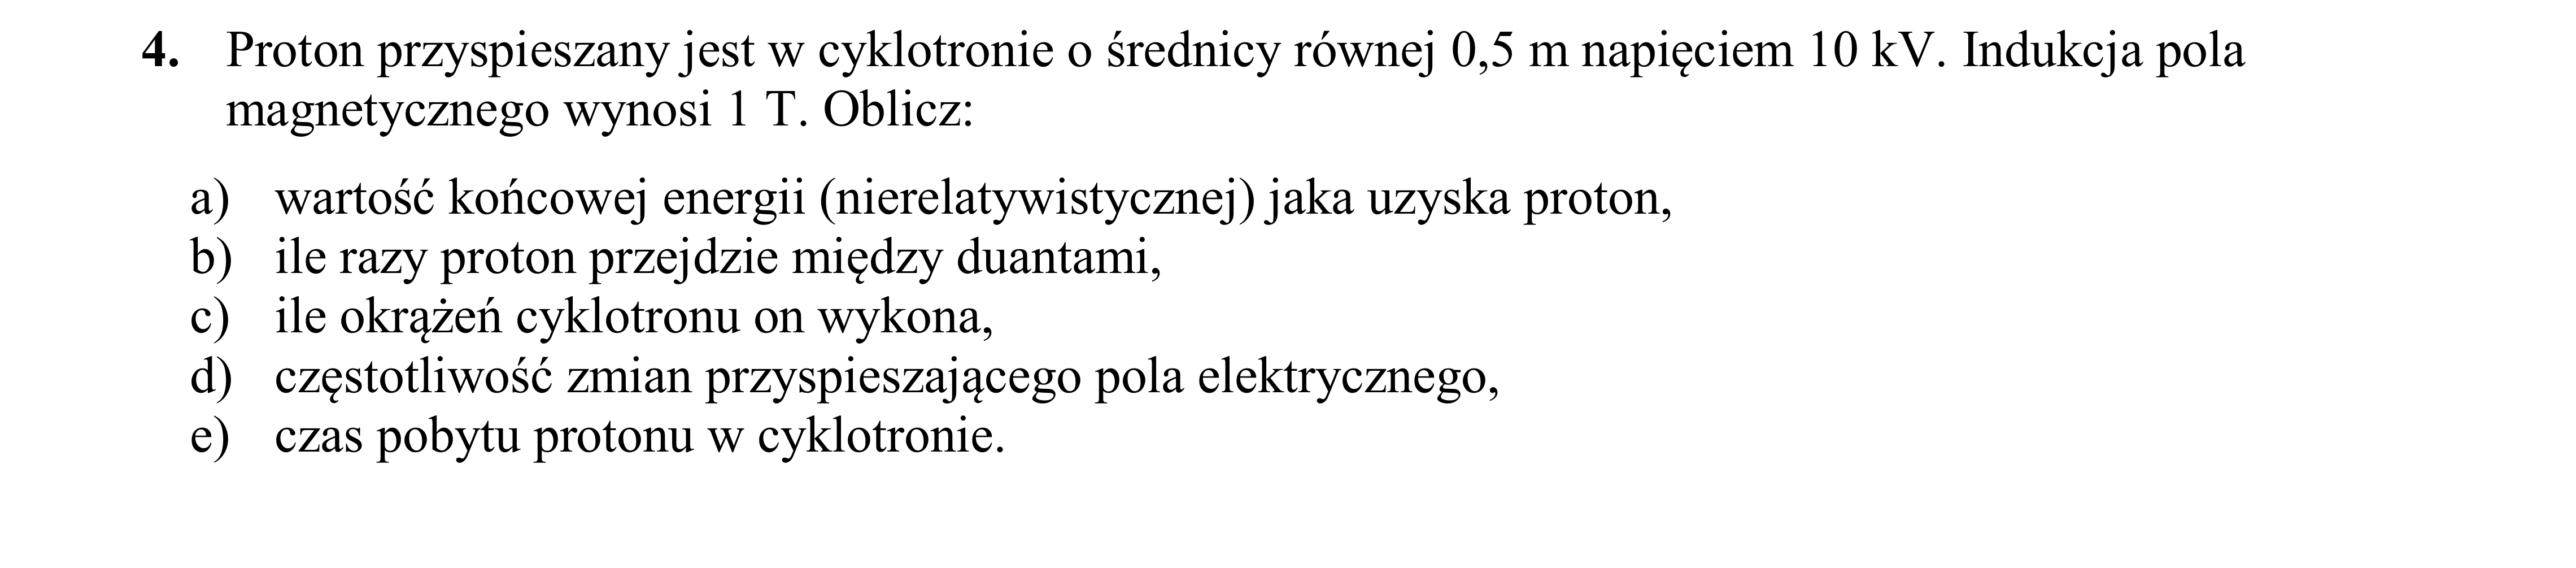 4. Proton przyspieszany jest w cyklotronie o średnicy równej 0,5 m napięciem 10 kV. Indukcja pola
magnetycznego wynosi 1 T. Oblicz:
a) wartość końcowej energii (nierelatywistycznej) jaka uzyska proton,
b) ile razy proton przejdzie między duantami,
c) ile okrążeń cyklotronu on wykona,
d) częstotliwość zmian przyspieszającego pola elektrycznego,
e) czas pobytu protonu w cyklotronie.